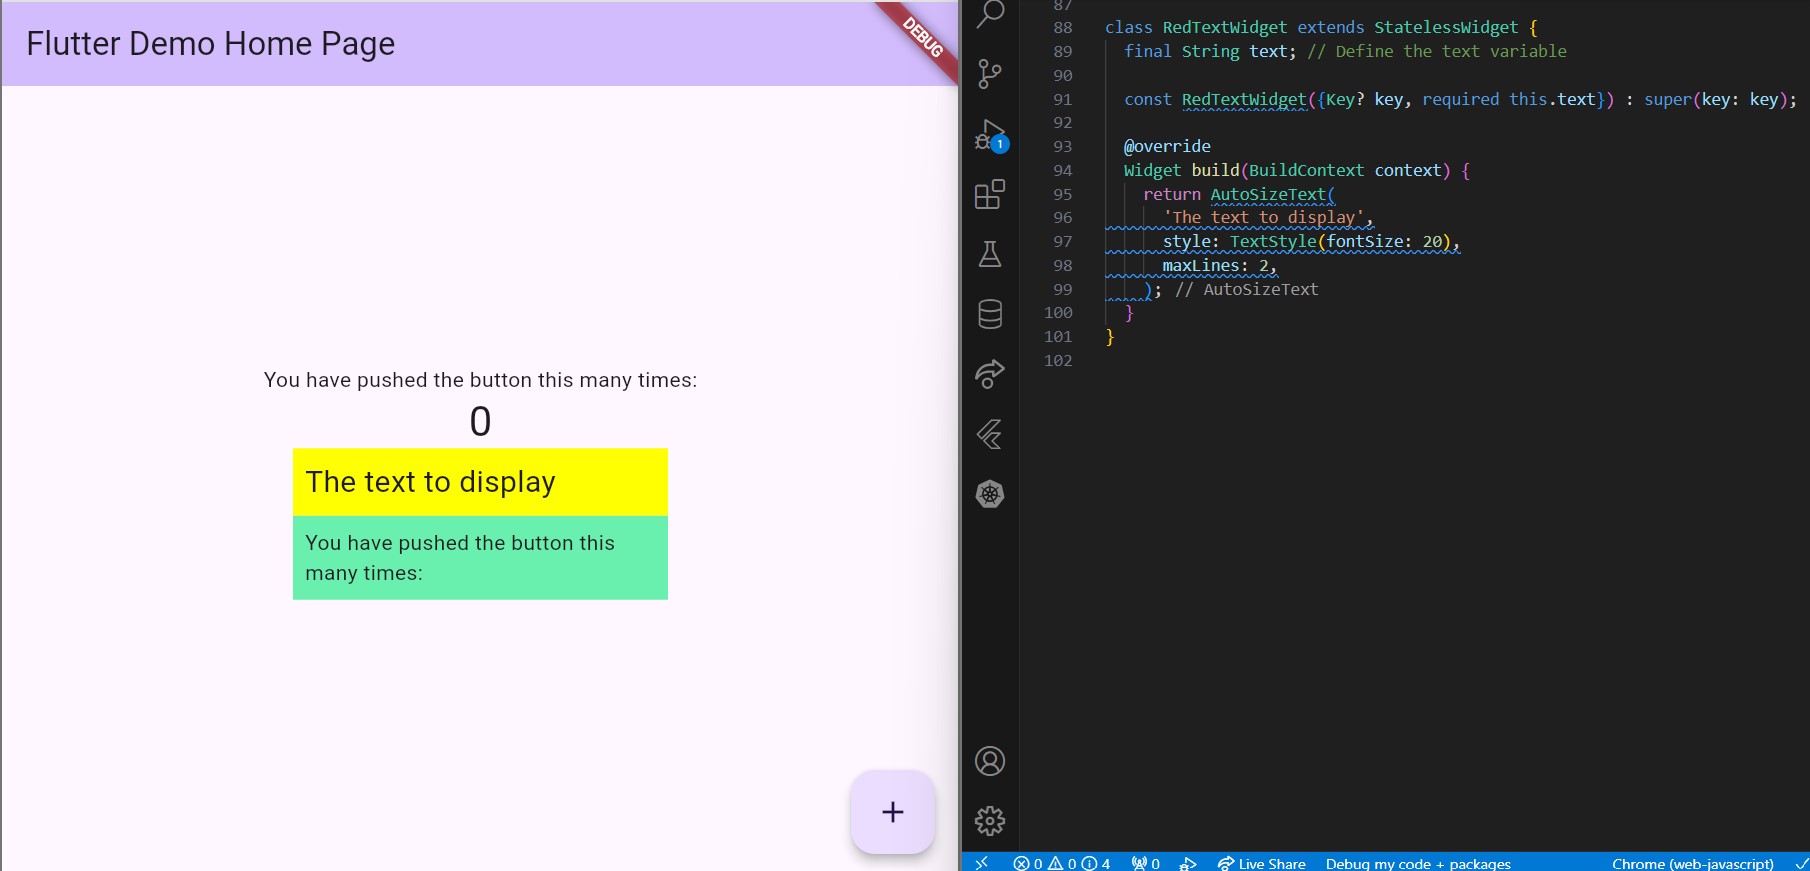 Flutter Demo Home Page
DEBUG
You have pushed the button this many times:
0
The text to display
You have pushed the button this
many times:
+
1
87
88 class RedTextWidget extends StatelessWidget {
89 final String text; // Define the text variable
90
91 const RedTextWidget({Key? key, required this.text}) : super(key: key);
92
93 @override
94 Widget build(BuildContext context) {
95 return AutoSizeText(
96 'The text to display',
97 style: TextStyle(fontSize: 20),
98 maxLines: 2,
99 ); // AutoSizeText
100 }
101 }
102
0 0 4 0 Live Share Debug my code + packages Chrome (web-javascript)